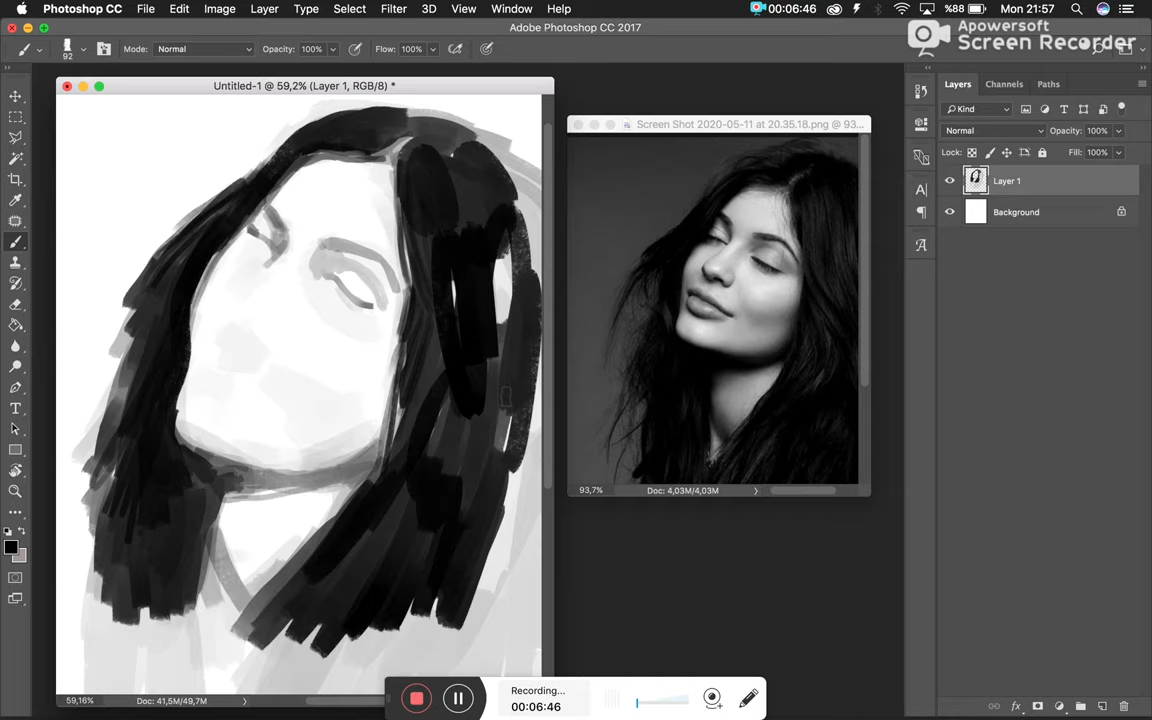 Photoshop CC File Edit Image Layer Type Select Filter 3D View Window Help 00:06:46 %88 Mon 21:57
Adobe Photoshop CC 2017
Apowersoft
Screen Recorder
92 Mode: Normal Opacity: 100% Flow: 100%
Untitled-1 @ 59,2% (Layer 1, RGB/8) *
Screen Shot 2020-05-11 at 20.35.18.png @ 93...
Layers Channels Paths
Kind
Normal Opacity: 100%
Lock: Fill: 100%
Layer 1
Background
93,7% Doc: 4,03M/4,03M
59,16% Doc: 41,5M/49,7M
Recording...
00:06:46